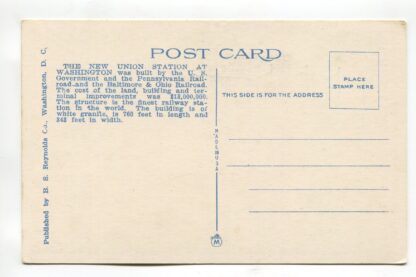 POST CARD
THE NEW UNION STATION AT
WASHINGTON was built by the U. S.
Government and the Pennsylvania Rail-
road and the Baltimore & Ohio Railroad.
The cost of the land, building and ter-
minal improvements was $18,000,000.
The structure is the finest railway sta-
tion in the world. The building is of
white granite, is 760 feet in length and
343 feet in width.
THIS SIDE IS FOR THE ADDRESS
PLACE
STAMP HERE
Published by B. S. Reynolds Co., Washington, D. C.
MADE IN U.S.A.
M